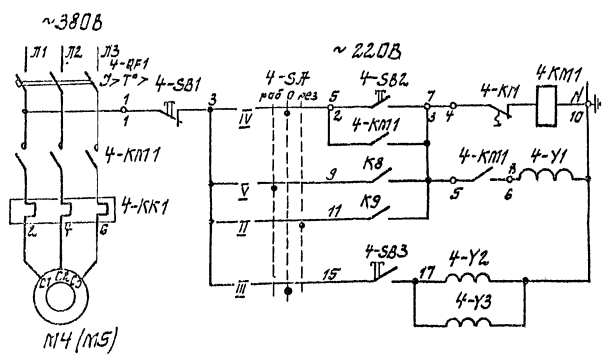 ~380В
Л1 Л2 Л3
4-QF1
I> T°>
4-SB1
1
1
3
4-КМ1
4-КК1
2 4 6
С1 С2 С3
М4 (М5)
~220В
4-SA
раб 0 рез
4-SB2
4-КМ1
5
2
7
3
4
4-КК
4КМ1
N
10
IV
4-КМ1
9
К8
V
5
8
6
4-Y1
11
К9
II
4-SB3
15
III
17
4-Y2
4-Y3